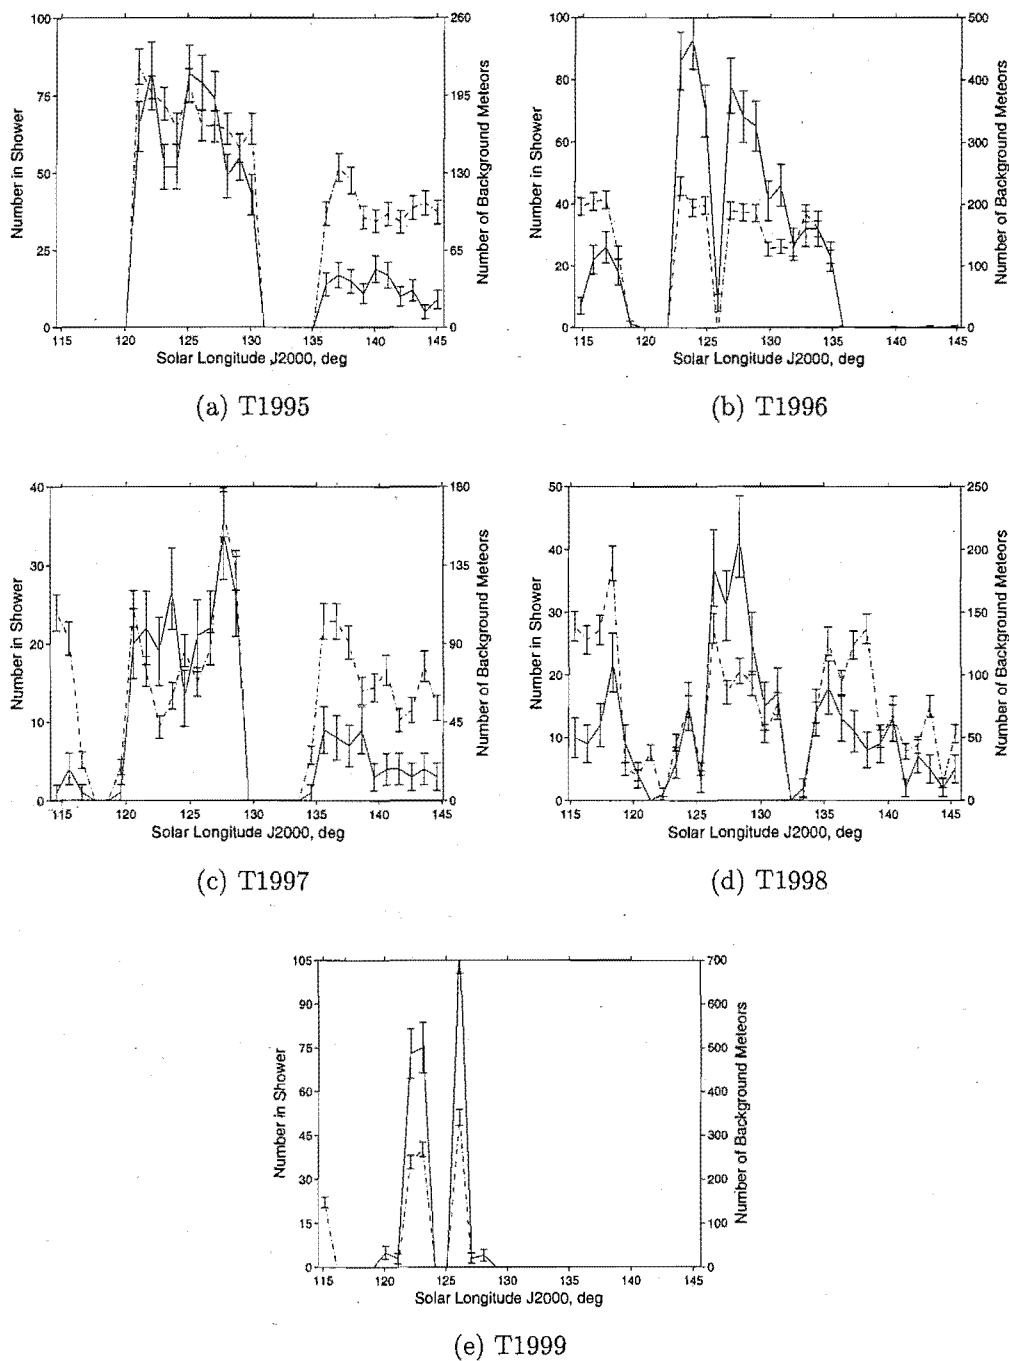 100
75
50
25
0
Number in Shower
260
195
130
65
0
Number of Background Meteors
115 120 125 130 135 140 145
Solar Longitude J2000, deg
(a) T1995
100
80
60
40
20
0
Number in Shower
500
400
300
200
100
0
Number of Background Meteors
115 120 125 130 135 140 145
Solar Longitude J2000, deg
(b) T1996
40
30
20
10
0
Number in Shower
180
135
90
45
0
Number of Background Meteors
115 120 125 130 135 140 145
Solar Longitude J2000, deg
(c) T1997
50
40
30
20
10
0
Number in Shower
250
200
150
100
50
0
Number of Background Meteors
115 120 125 130 135 140 145
Solar Longitude J2000, deg
(d) T1998
105
90
75
60
45
30
15
0
Number in Shower
700
600
500
400
300
200
100
0
Number of Background Meteors
115 120 125 130 135 140 145
Solar Longitude J2000, deg
(e) T1999